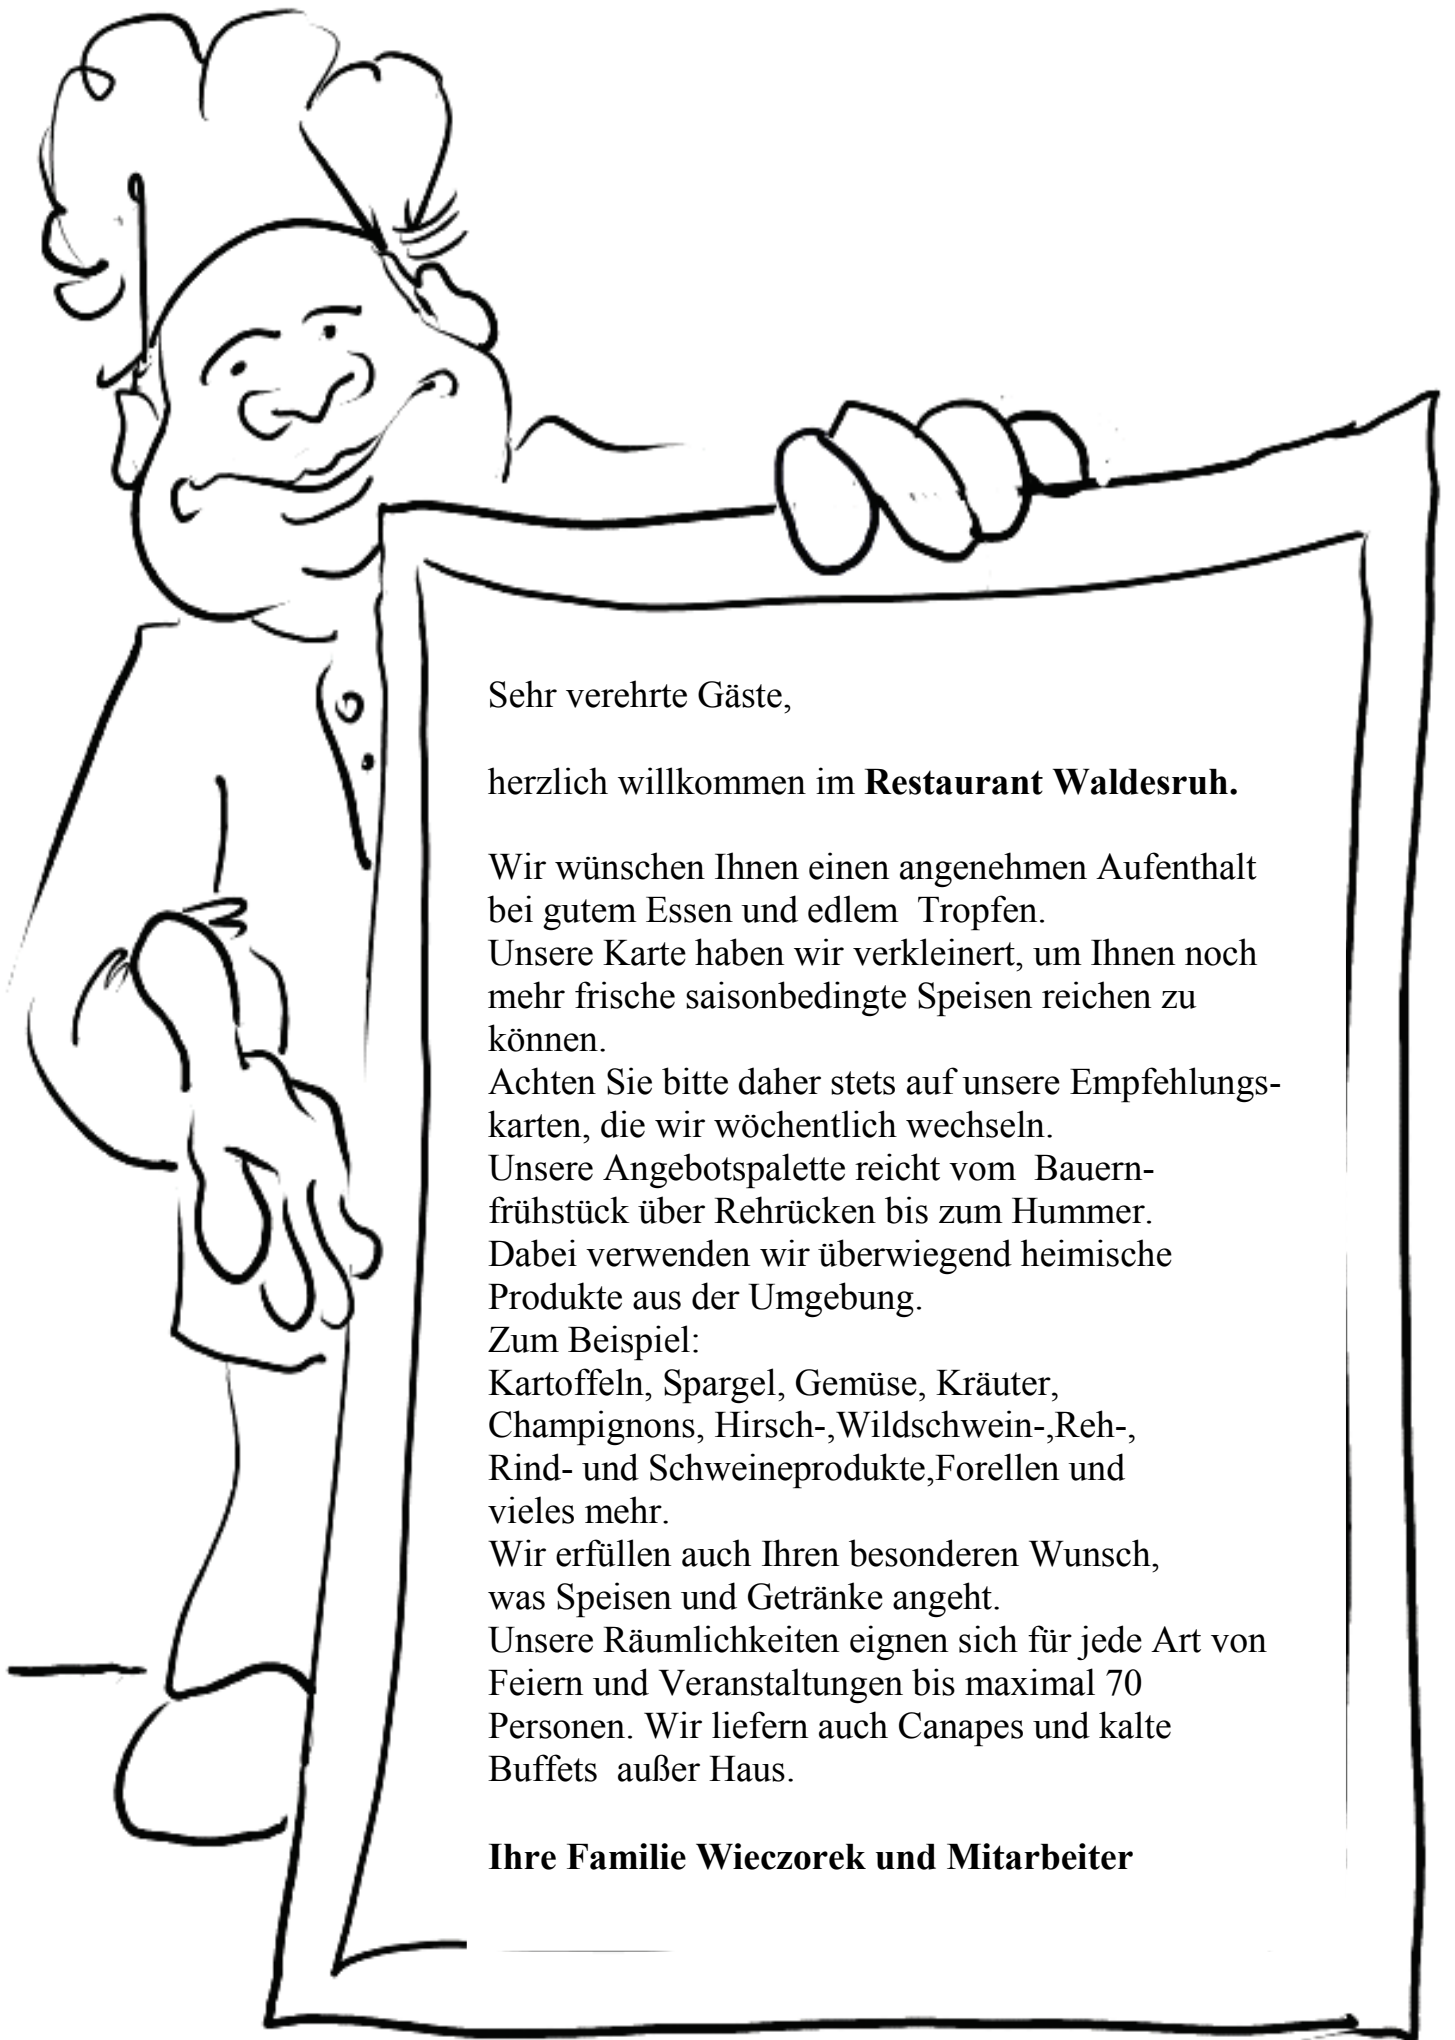 Sehr verehrte Gäste,
herzlich willkommen im Restaurant Waldesruh.
Wir wünschen Ihnen einen angenehmen Aufenthalt
bei gutem Essen und edlem  Tropfen.
Unsere Karte haben wir verkleinert, um Ihnen noch
mehr frische saisonbedingte Speisen reichen zu
können.
Achten Sie bitte daher stets auf unsere Empfehlungs-
karten, die wir wöchentlich wechseln.
Unsere Angebotspalette reicht vom  Bauern-
frühstück über Rehrücken bis zum Hummer.
Dabei verwenden wir überwiegend heimische
Produkte aus der Umgebung.
Zum Beispiel:
Kartoffeln, Spargel, Gemüse, Kräuter,
Champignons, Hirsch-,Wildschwein-,Reh-,
Rind- und Schweineprodukte,Forellen und
vieles mehr.
Wir erfüllen auch Ihren besonderen Wunsch,
was Speisen und Getränke angeht.
Unsere Räumlichkeiten eignen sich für jede Art von
Feiern und Veranstaltungen bis maximal 70
Personen. Wir liefern auch Canapes und kalte
Buffets  außer Haus.
Ihre Familie Wieczorek und Mitarbeiter